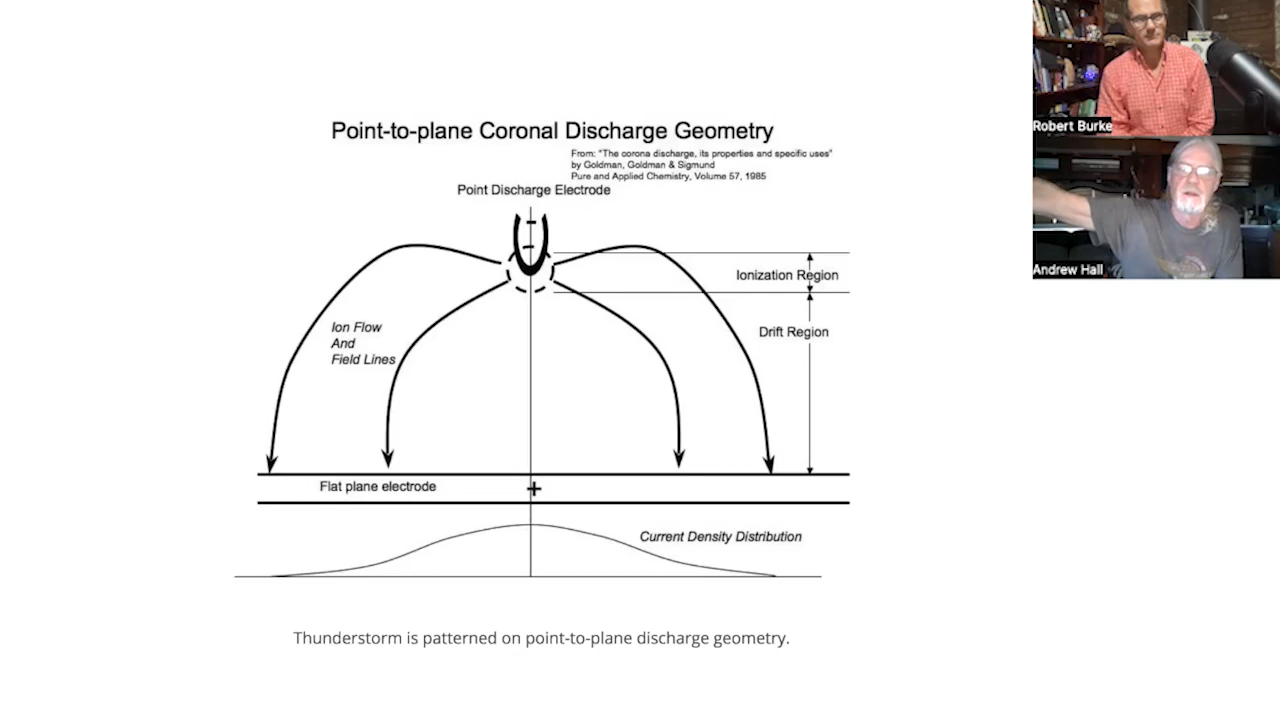 Point-to-plane Coronal Discharge Geometry
From: "The corona discharge, its properties and specific uses"
by Goldman, Goldman & Sigmund
Pure and Applied Chemistry, Volume 57, 1985
Point Discharge Electrode
Ionization Region
Drift Region
Ion Flow
And
Field Lines
Flat plane electrode
+
Current Density Distribution
Thunderstorm is patterned on point-to-plane discharge geometry.
Robert Burke
Andrew Hall